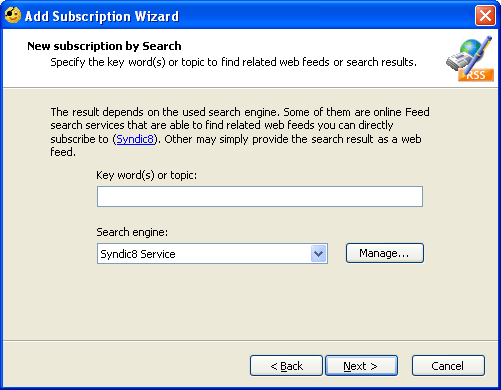 Add Subscription Wizard
New subscription by Search
Specify the key word(s) or topic to find related web feeds or search results.
RSS
The result depends on the used search engine. Some of them are online Feed
search services that are able to find related web feeds you can directly
subscribe to (Syndic8). Other may simply provide the search result as a web
feed.
Key word(s) or topic:
Search engine:
Syndic8 Service
Manage...
< Back
Next >
Cancel